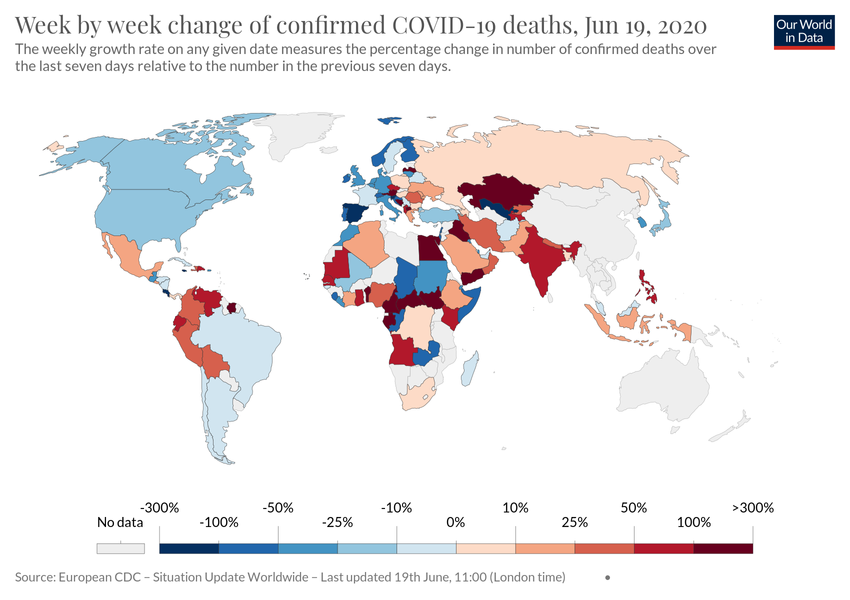 Week by week change of confirmed COVID-19 deaths, Jun 19, 2020
Our World
in Data
The weekly growth rate on any given date measures the percentage change in number of confirmed deaths over
the last seven days relative to the number in the previous seven days.
-300% -50% -10% 10% 50% >300%
No data -100% -25% 0% 25% 100%
Source: European CDC – Situation Update Worldwide – Last updated 19th June, 11:00 (London time) •